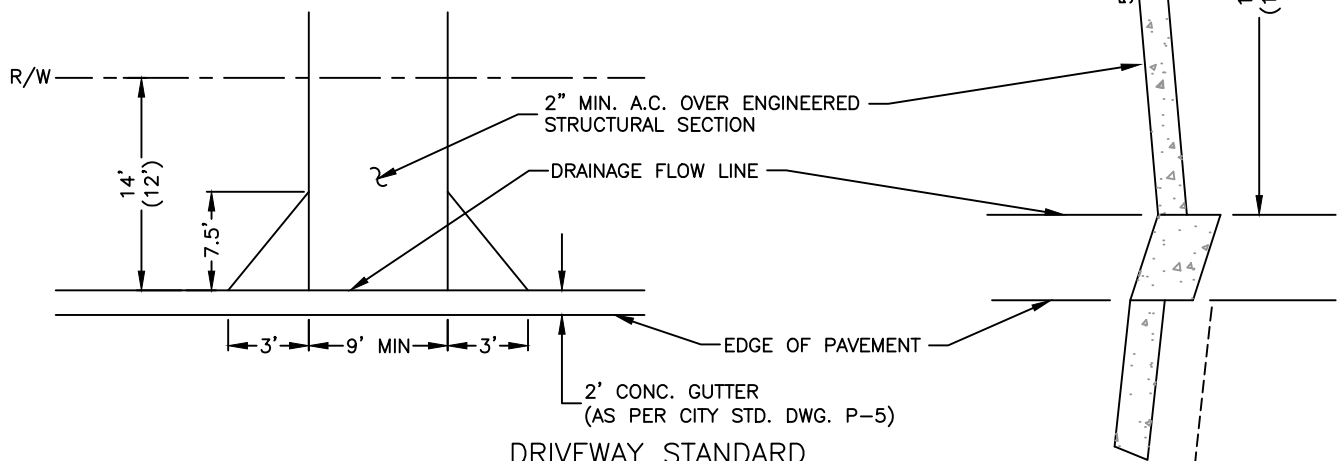 R/W
2" MIN. A.C. OVER ENGINEERED
STRUCTURAL SECTION
DRAINAGE FLOW LINE
14'
(12')
7.5'
3'
9' MIN
3'
EDGE OF PAVEMENT
2' CONC. GUTTER
(AS PER CITY STD. DWG. P-5)
DRIVEWAY STANDARD